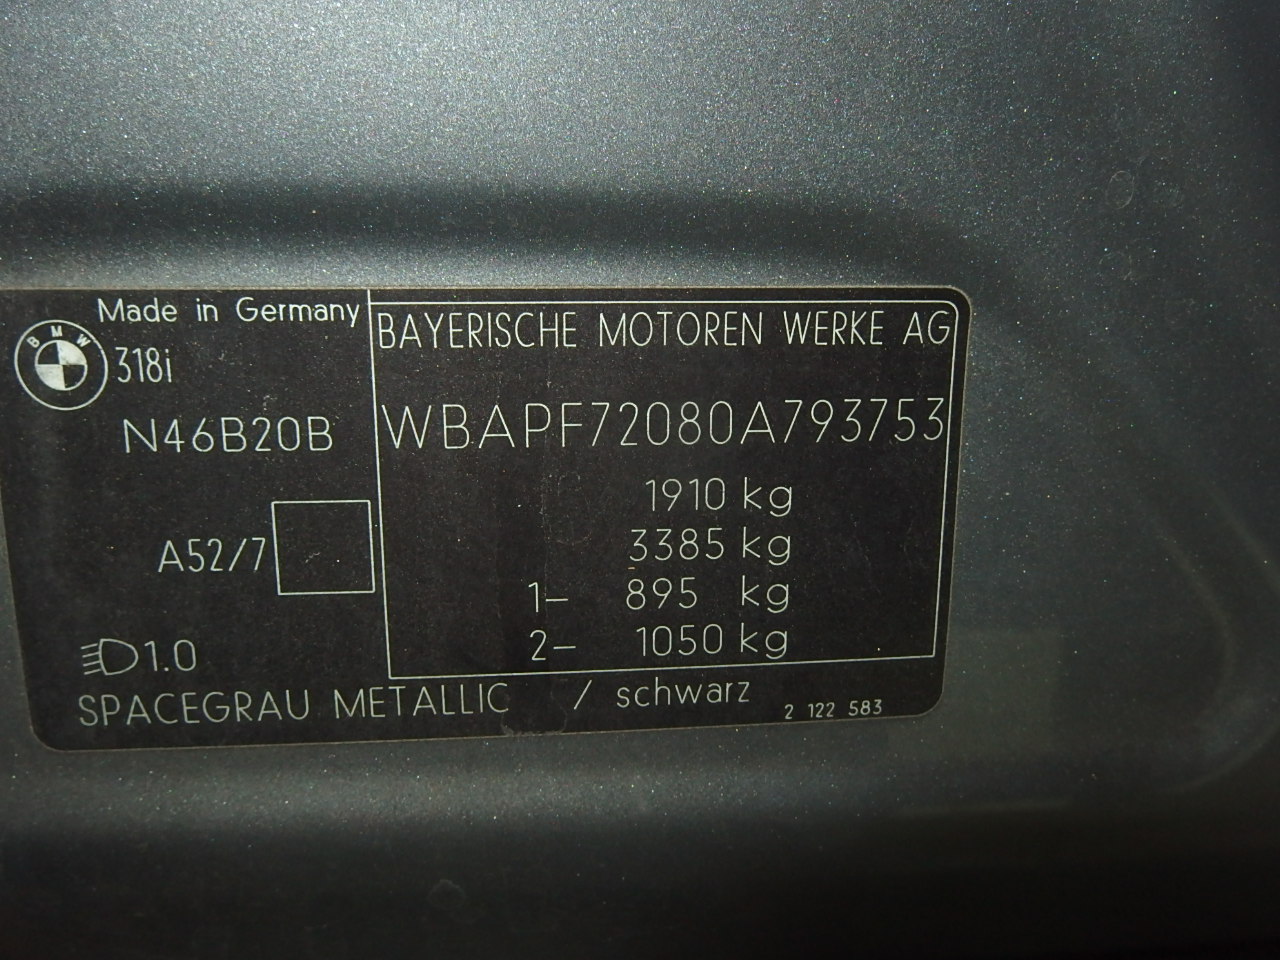 Made in Germany
BMW
318i
N46B20B
A52/7
1.0
BAYERISCHE MOTOREN WERKE AG
WBAPF72080A793753
1910 kg
3385 kg
1– 895 kg
2– 1050 kg
SPACEGRAU METALLIC / schwarz
2 122 583